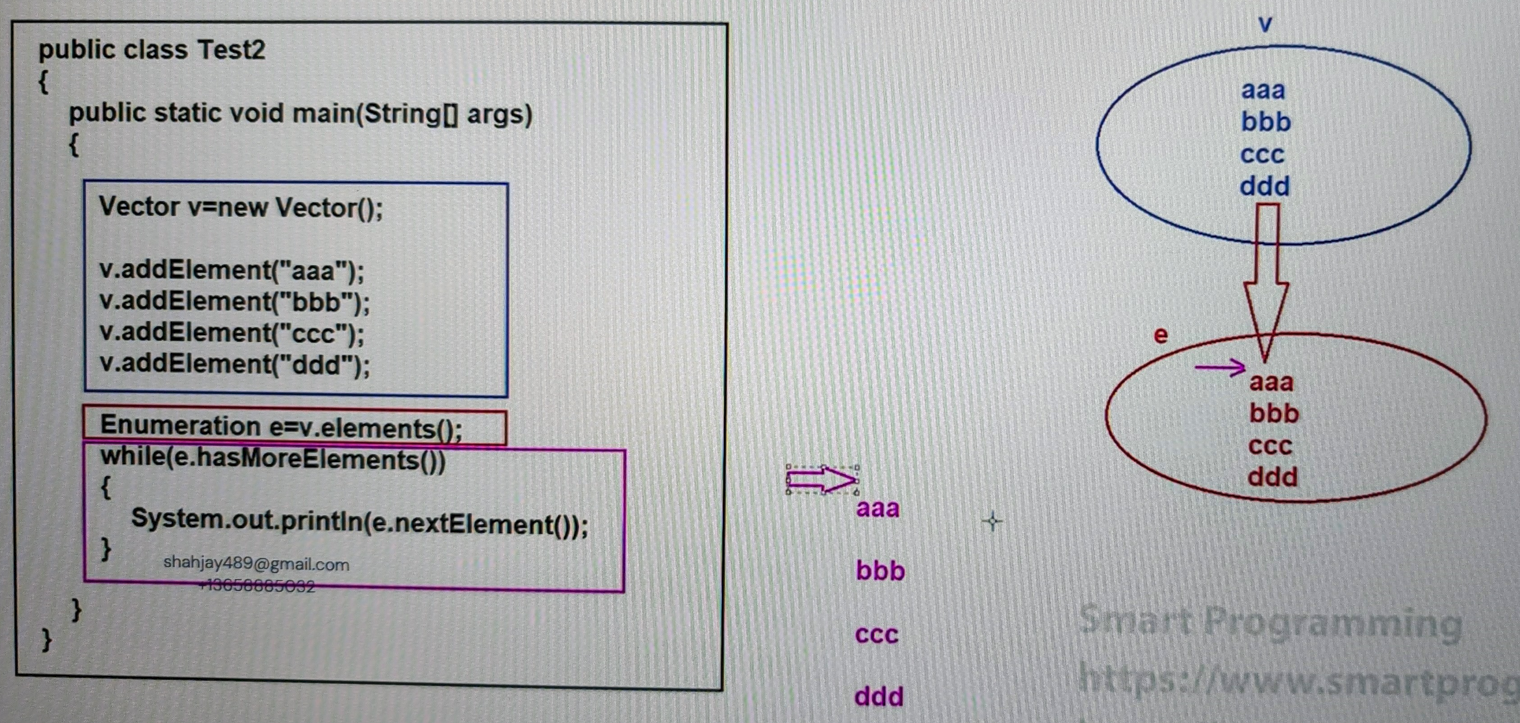 public class Test2
{
public static void main(String[] args)
{
Vector v=new Vector();
v.addElement("aaa");
v.addElement("bbb");
v.addElement("ccc");
v.addElement("ddd");
Enumeration e=v.elements();
while(e.hasMoreElements())
{
System.out.println(e.nextElement());
}
shahjay489@gmail.com
}
}
v
aaa
bbb
ccc
ddd
e
aaa
bbb
ccc
ddd
aaa
bbb
ccc
ddd
Smart Programming
https://www.smartprog